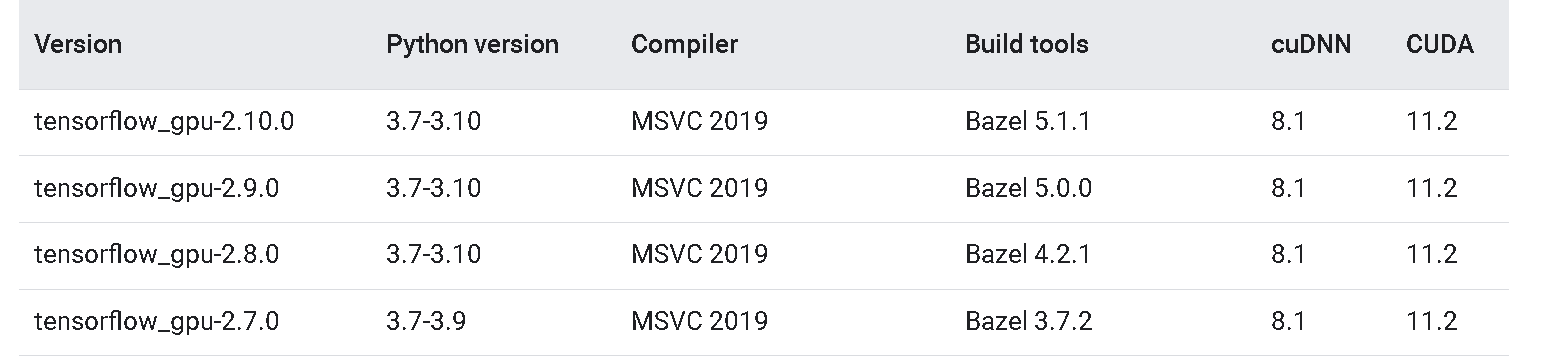 Version Python version Compiler Build tools cuDNN CUDA
tensorflow_gpu-2.10.0 3.7-3.10 MSVC 2019 Bazel 5.1.1 8.1 11.2
tensorflow_gpu-2.9.0 3.7-3.10 MSVC 2019 Bazel 5.0.0 8.1 11.2
tensorflow_gpu-2.8.0 3.7-3.10 MSVC 2019 Bazel 4.2.1 8.1 11.2
tensorflow_gpu-2.7.0 3.7-3.9 MSVC 2019 Bazel 3.7.2 8.1 11.2